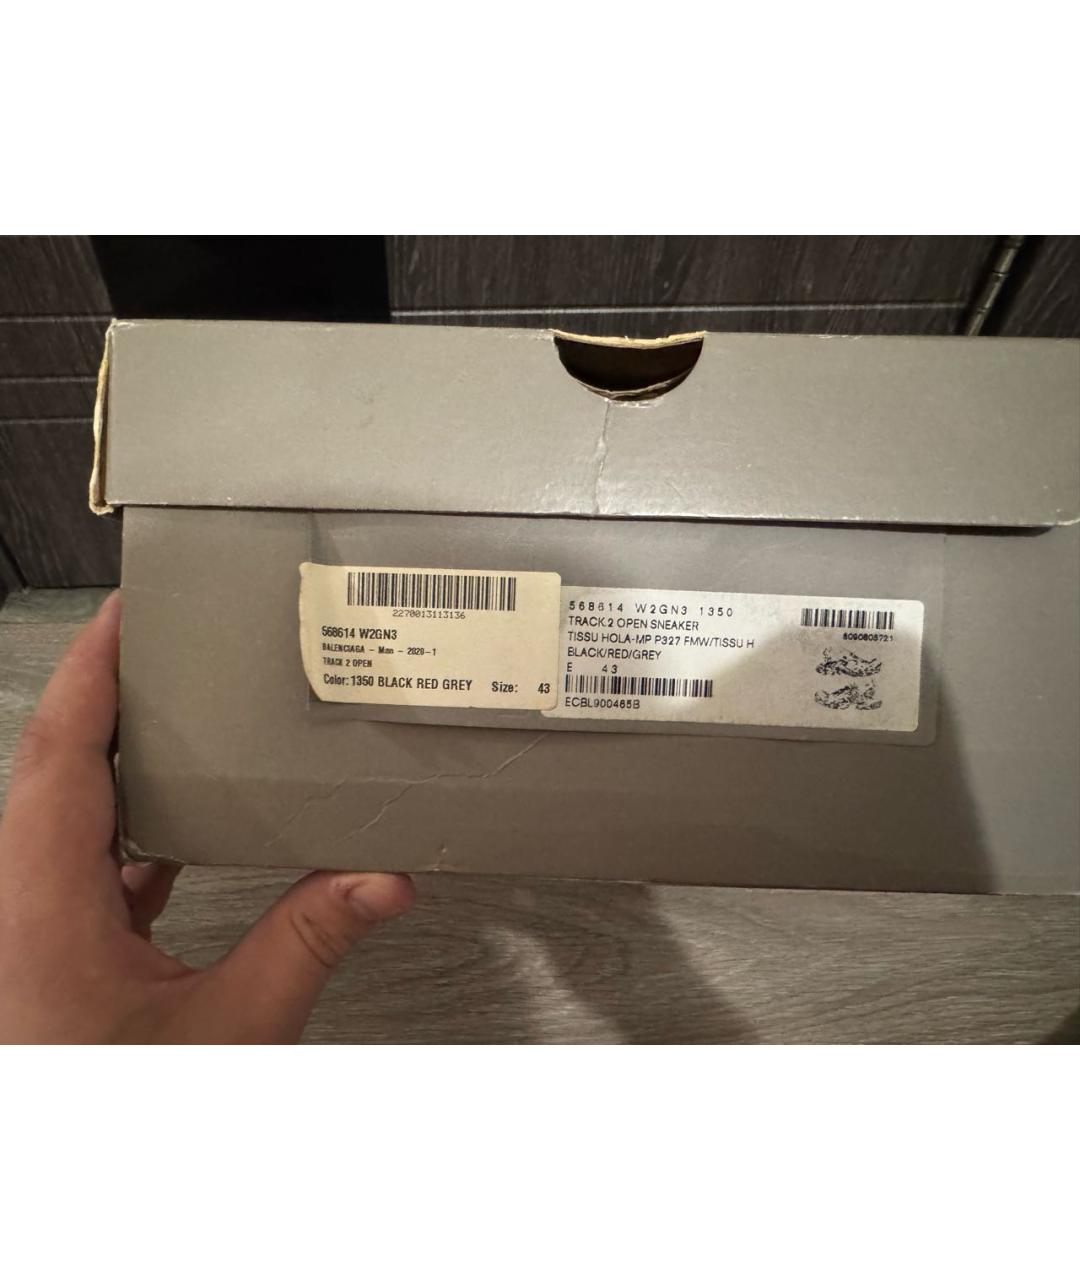 2270013113136
568614 W2GN3
BALENCIAGA - Man - 2020-1
TRACK 2 OPEN
Color: 1350 BLACK RED GREY Size: 43
568614 W2GN3 1350
TRACK.2 OPEN SNEAKER
TISSU HOLA-MP P327 FMW/TISSU H
BLACK/RED/GREY
E 43
ECBL900465B